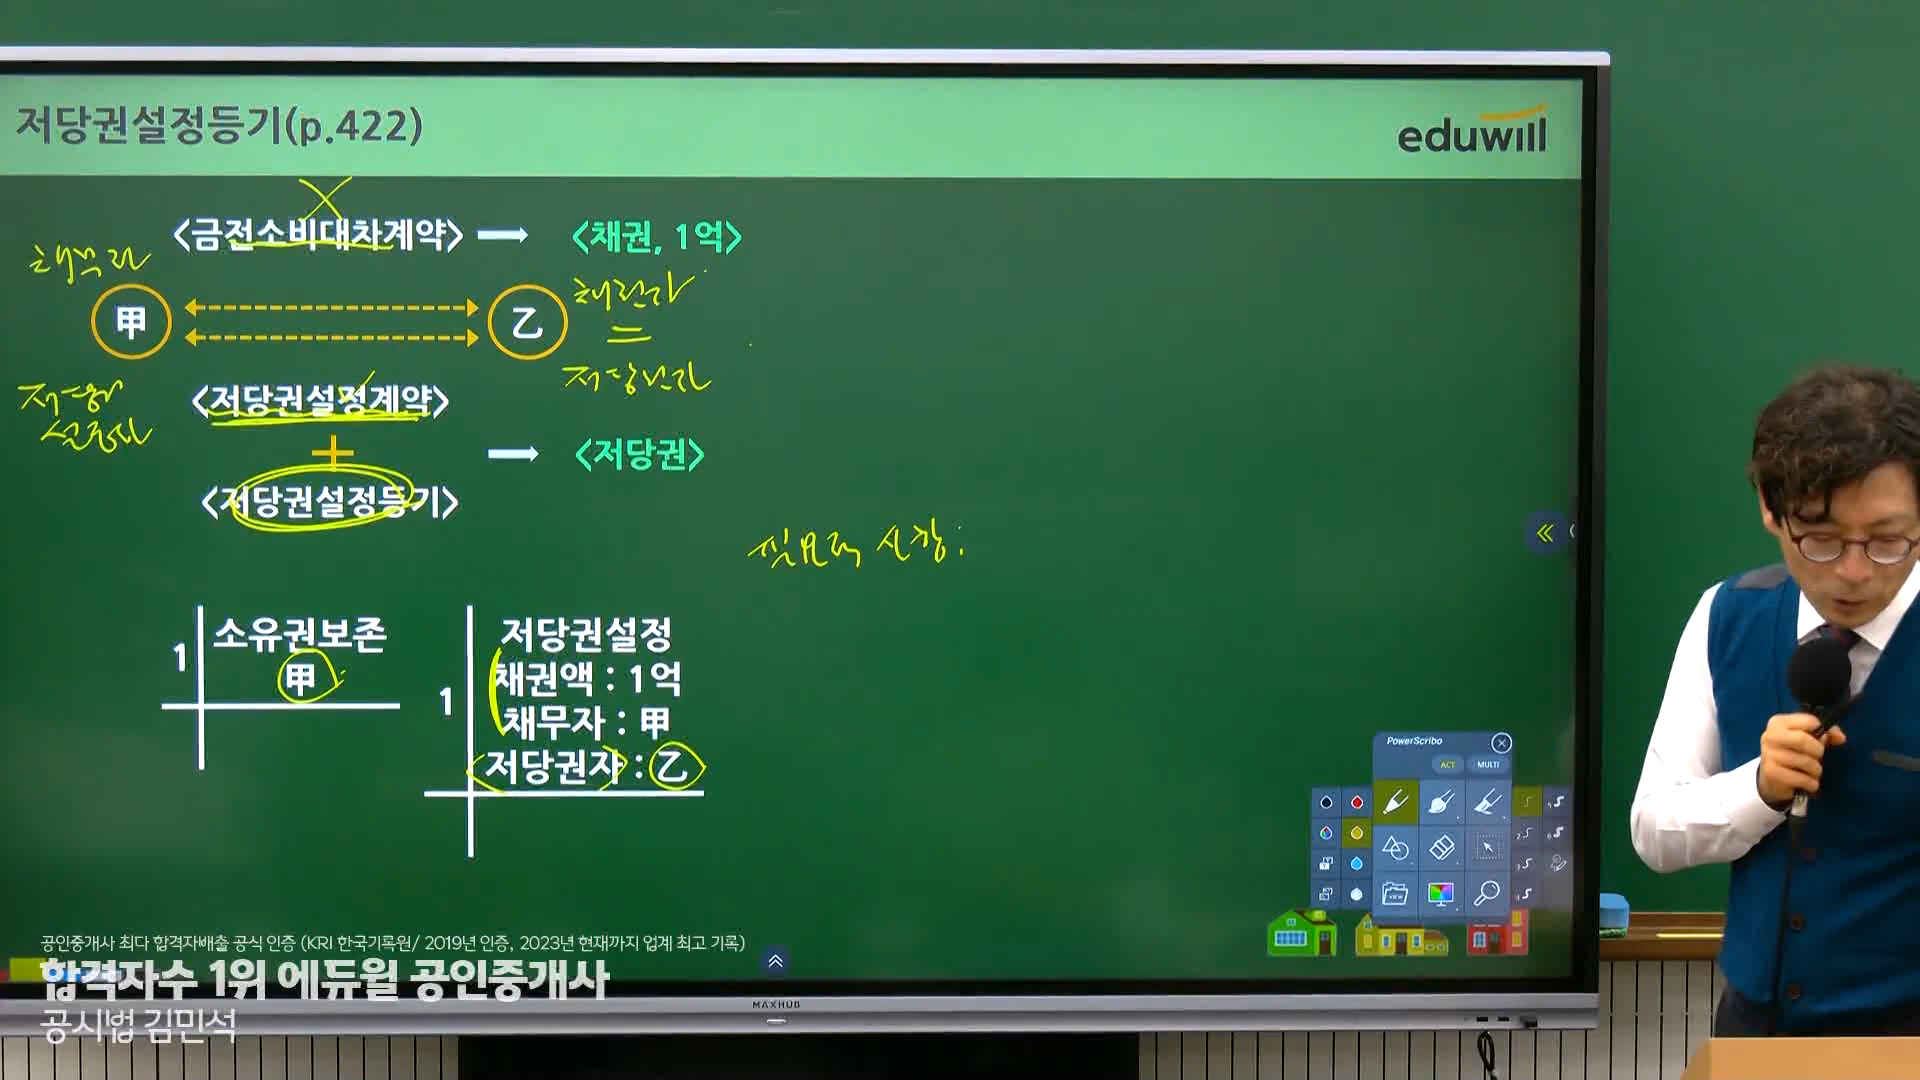 저당권설정등기(p.422)
eduwill
<금전소비대차계약>
<채권, 1억>
채무자
甲
乙
채권자
=
저당권자
<저당권설정계약>
저당권
설정자
+
<저당권>
<저당권설정등기>
필요적 사항:
1
소유권보존
甲
1
저당권설정
채권액 : 1억
채무자 : 甲
저당권자 : 乙
PowerScribo
ACT
MULTI
VIEW
공인중개사 최다 합격자배출 공식 인증 (KRI 한국기록원/ 2019년 인증, 2023년 현재까지 업계 최고 기록)
합격자수 1위 에듀윌 공인중개사
공시법 김민석
MAXHUB